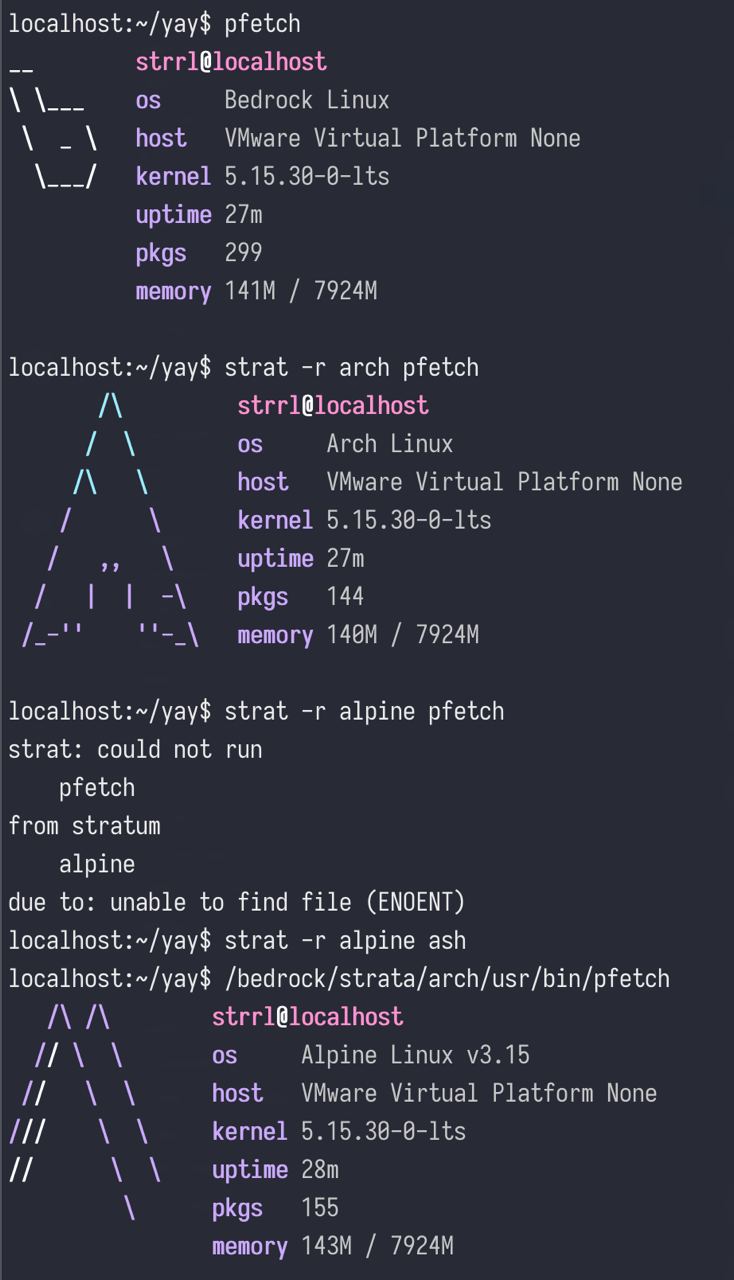 localhost:~/yay$ pfetch
__        strrl@localhost
\ \___    os     Bedrock Linux
 \  _ \   host   VMware Virtual Platform None
  \___/   kernel 5.15.30-0-lts
          uptime 27m
          pkgs   299
          memory 141M / 7924M

localhost:~/yay$ strat -r arch pfetch
       /\         strrl@localhost
      /  \        os     Arch Linux
     /\   \       host   VMware Virtual Platform None
    /      \      kernel 5.15.30-0-lts
   /   ,,   \     uptime 27m
  /   |  |  -\    pkgs   144
 /_-''    ''-_\   memory 140M / 7924M

localhost:~/yay$ strat -r alpine pfetch
strat: could not run
    pfetch
from stratum
    alpine
due to: unable to find file (ENOENT)
localhost:~/yay$ strat -r alpine ash
localhost:~/yay$ /bedrock/strata/arch/usr/bin/pfetch
   /\ /\        strrl@localhost
  // \  \       os     Alpine Linux v3.15
 //   \  \      host   VMware Virtual Platform None
///    \  \     kernel 5.15.30-0-lts
//      \  \    uptime 28m
         \      pkgs   155
                memory 143M / 7924M